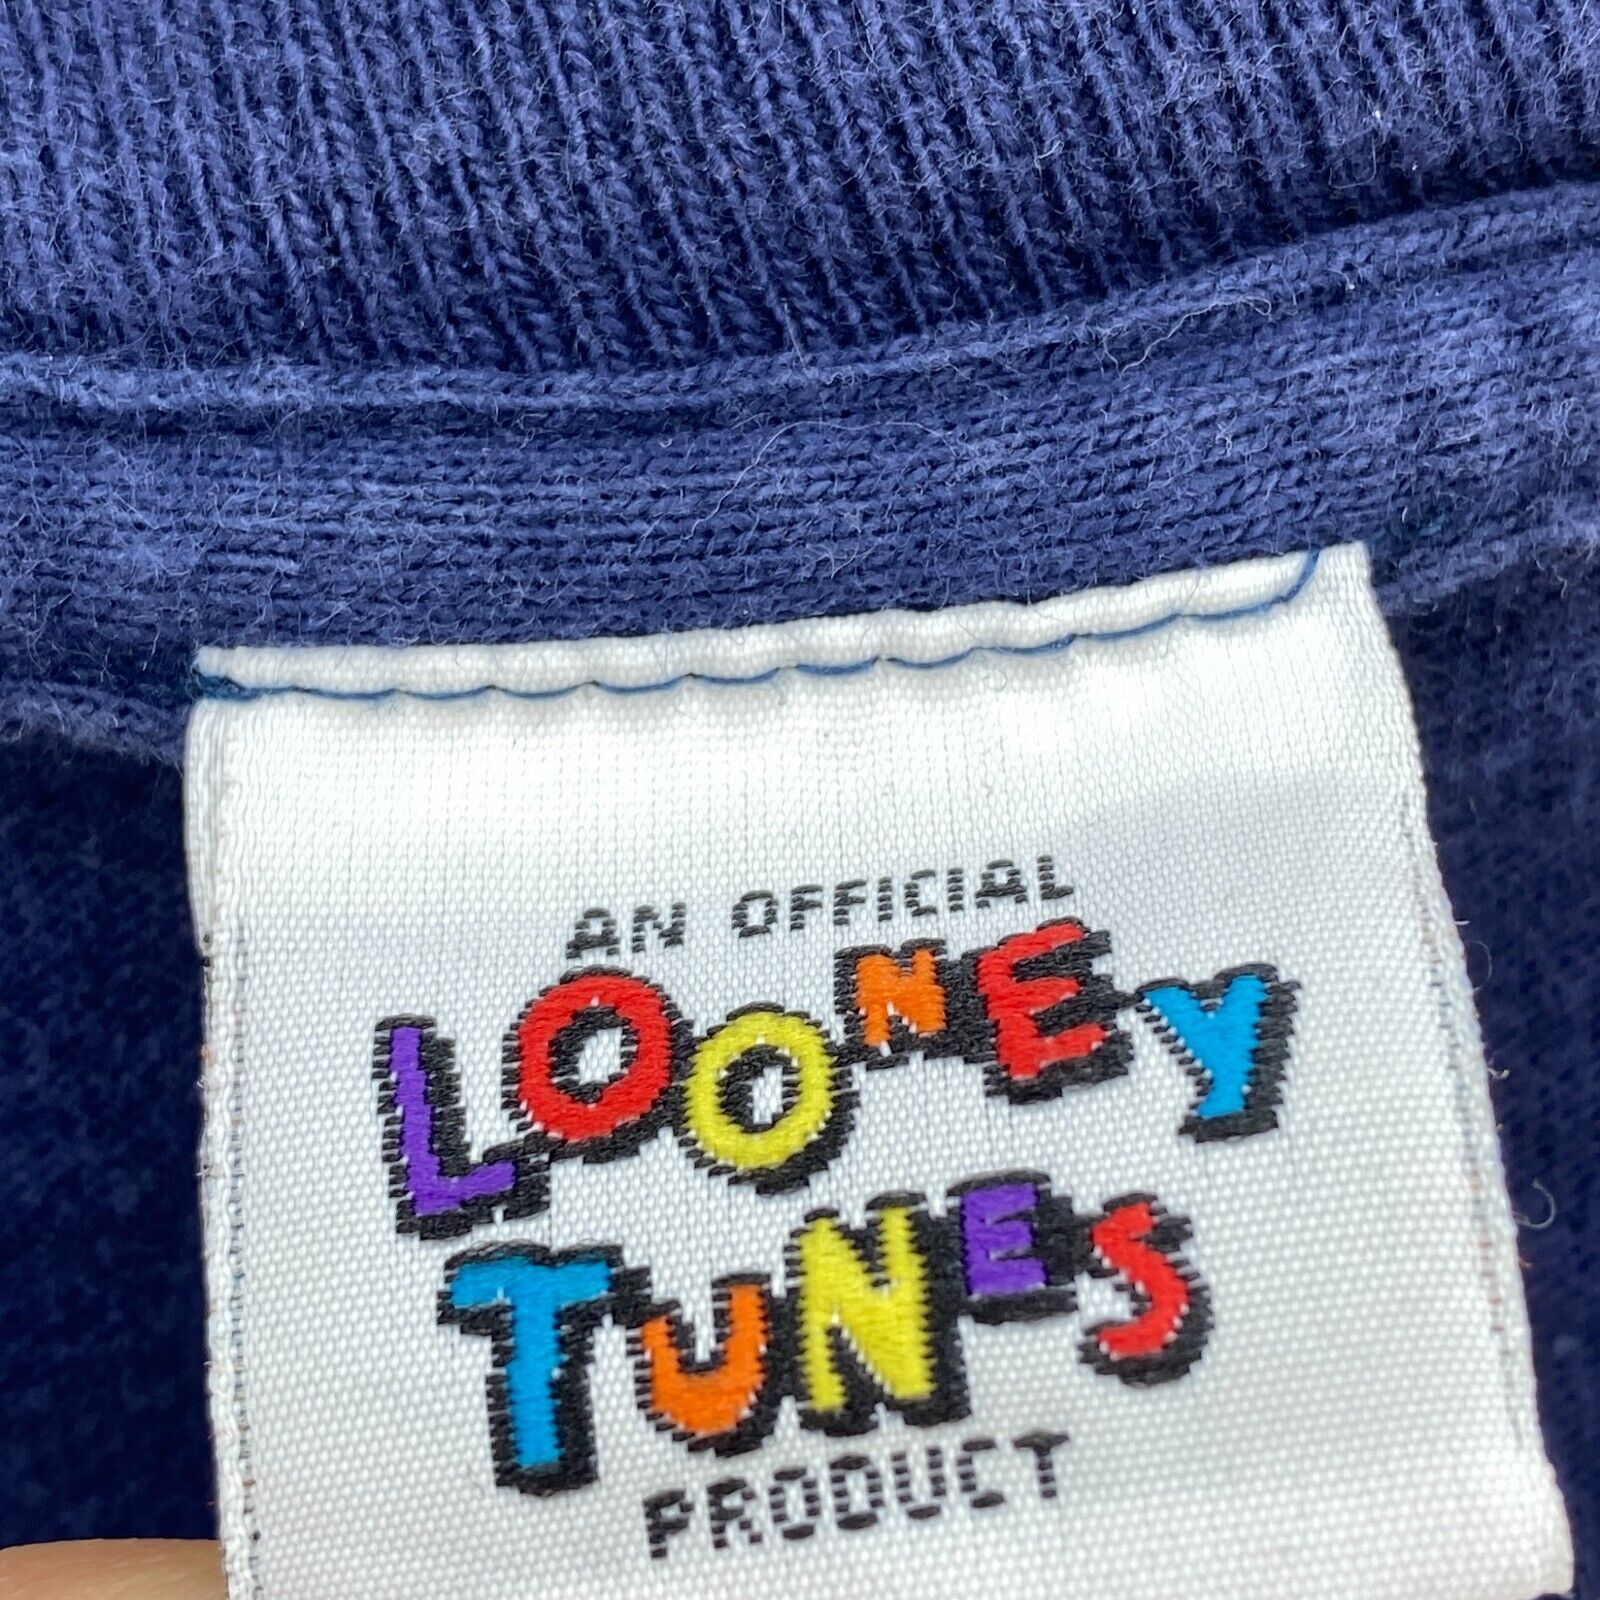 AN OFFICIAL
LOONEY
TUNES
PRODUCT